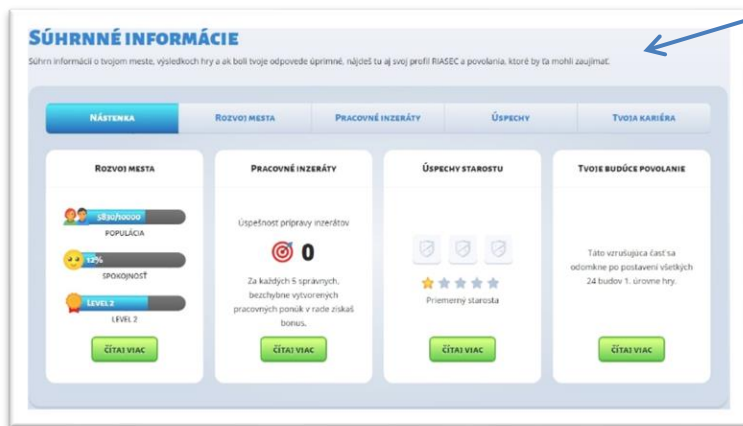 SÚHRNNÉ INFORMÁCIE
Súhrn informácií o tvojom meste, výsledkoch hry a ak boli tvoje odpovede úprimné, nájdeš tu aj svoj profil RIASEC a povolania, ktoré by ťa mohli zaujímať.
NÁSTENKA
ROZVOJ MESTA
PRACOVNÉ INZERÁTY
ÚSPECHY
TVOJA KARIÉRA
ROZVOJ MESTA
5830/10000
POPULÁCIA
12%
SPOKOJNOSŤ
LEVEL 2
LEVEL 2
ČÍTAJ VIAC
PRACOVNÉ INZERÁTY
Úspešnosť prípravy inzerátov
0
Za každých 5 správnych,
bezchybne vytvorených
pracovných ponúk v rade získaš
bonus.
ČÍTAJ VIAC
ÚSPECHY STAROSTU
Priemerný starosta
ČÍTAJ VIAC
TVOJE BUDÚCE POVOLANIE
Táto vzrušujúca časť sa
odomkne po postavení všetkých
24 budov 1. úrovne hry.
ČÍTAJ VIAC